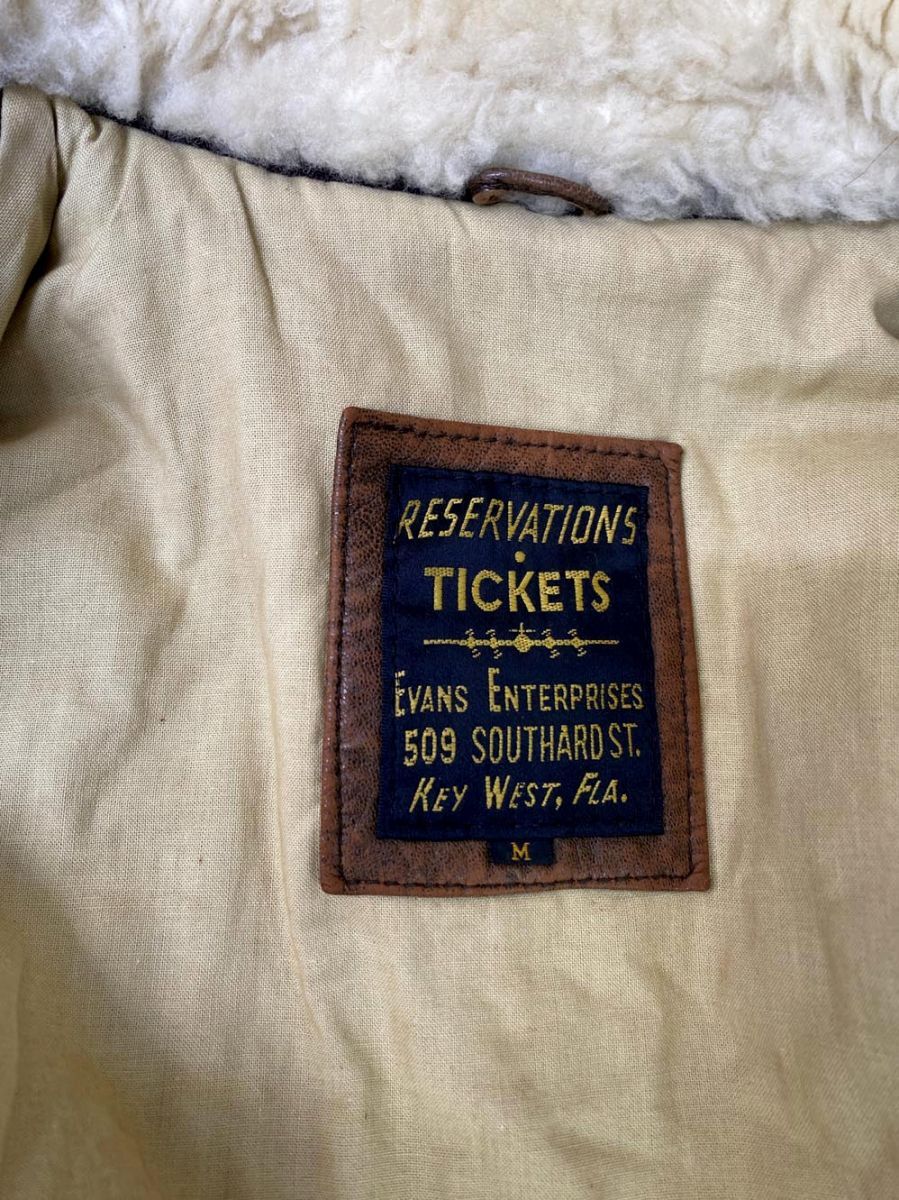 RESERVATIONS
•
TICKETS
EVANS ENTERPRISES
509 SOUTHARD ST.
KEY WEST, FLA.
M